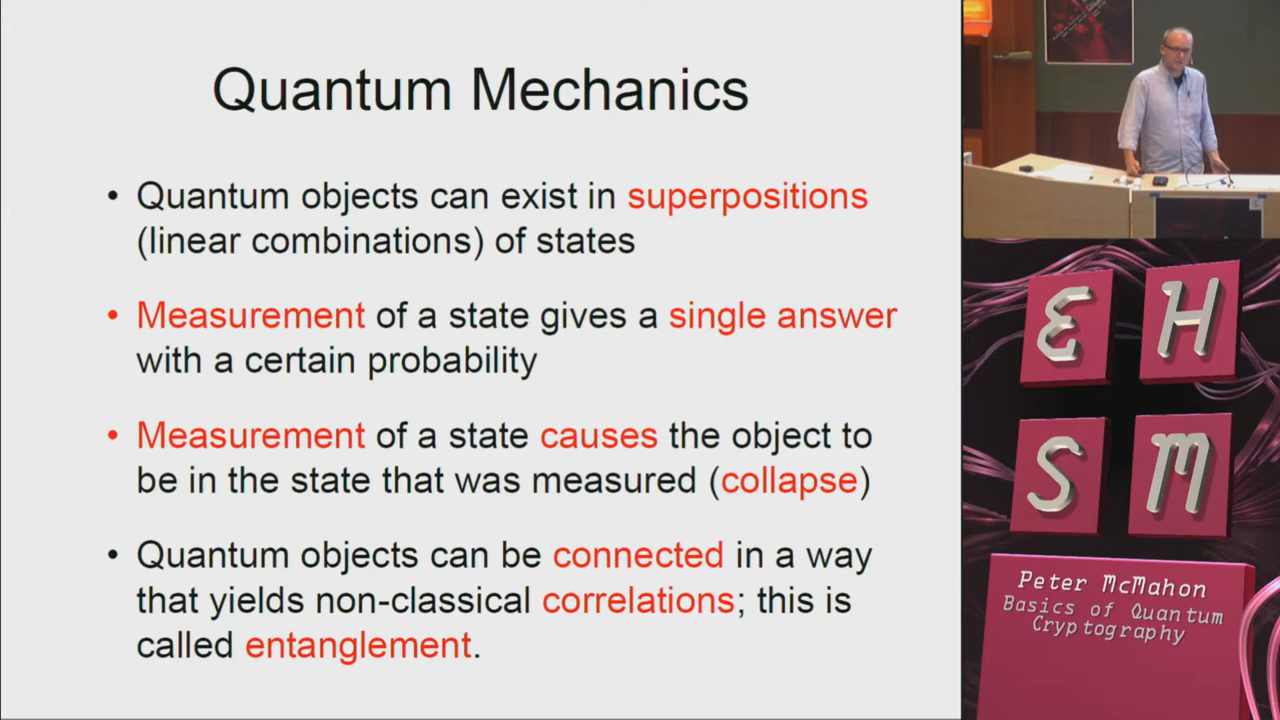 Quantum Mechanics
• Quantum objects can exist in superpositions
(linear combinations) of states
• Measurement of a state gives a single answer
with a certain probability
• Measurement of a state causes the object to
be in the state that was measured (collapse)
• Quantum objects can be connected in a way
that yields non-classical correlations; this is
called entanglement.
E H
S M
Peter McMahon
Basics of Quantum
Cryptography